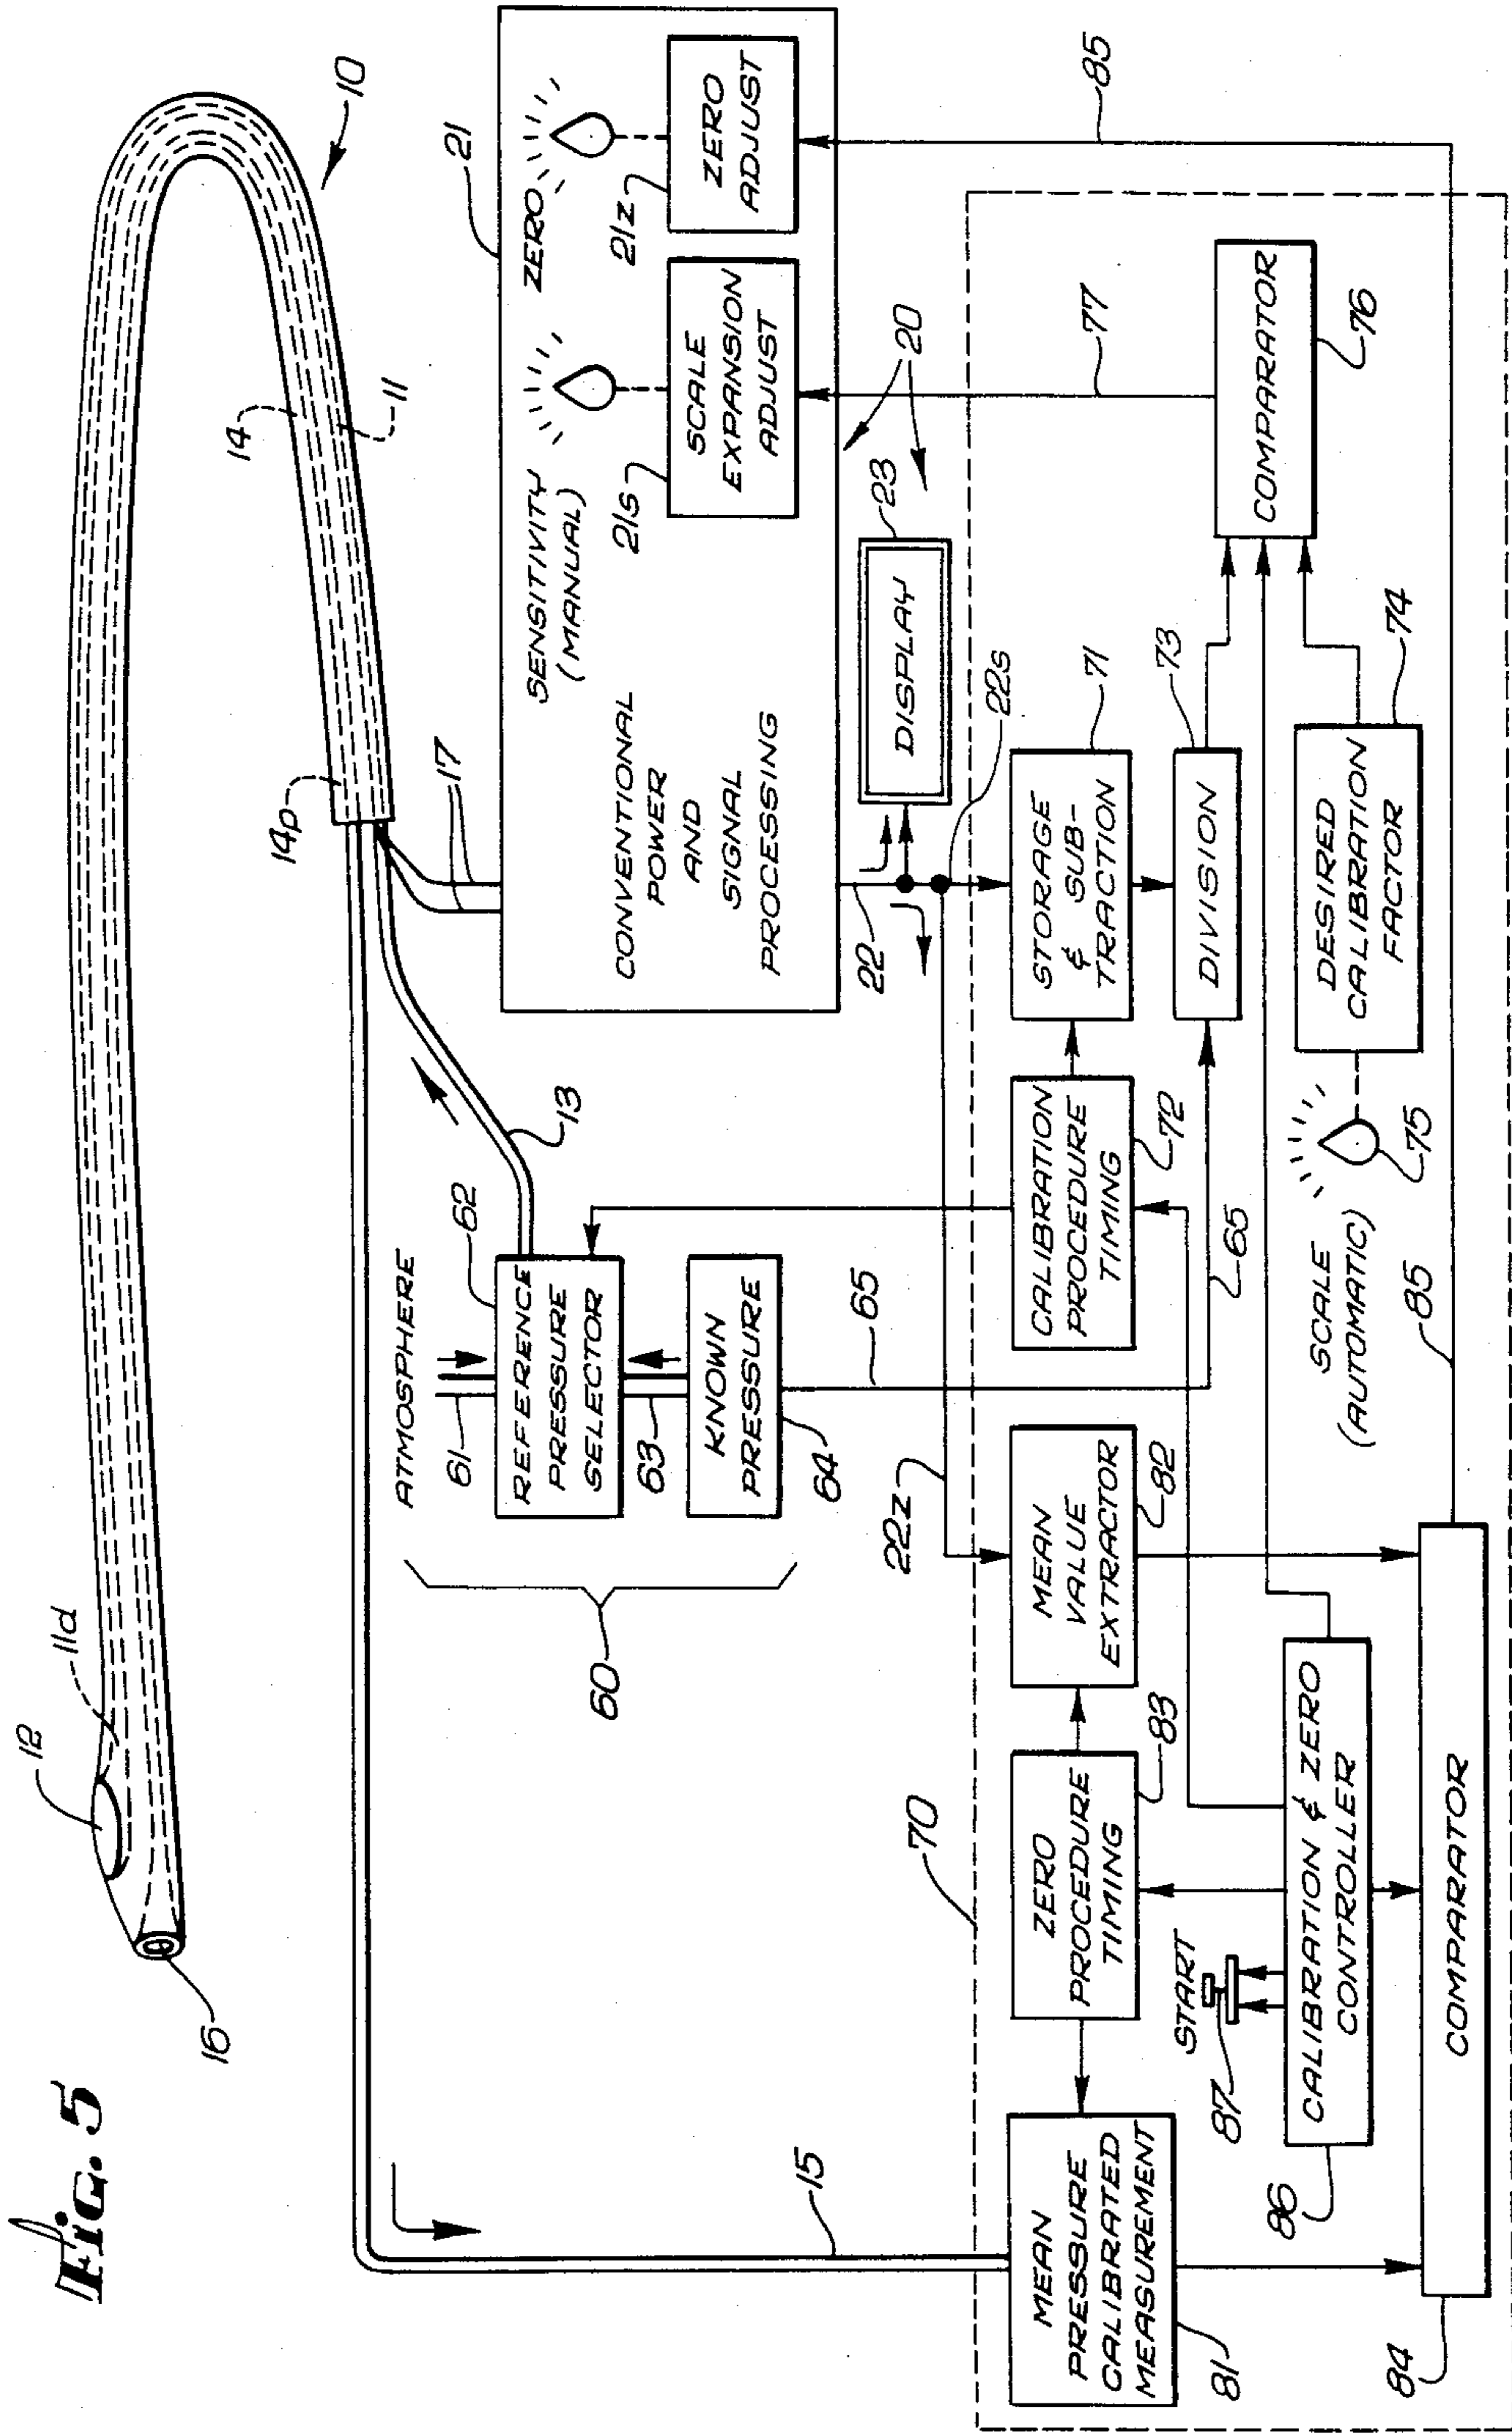 Fig. 5
12
11d
16
14
11
10
14p
17
15
13
21
SENSITIVITY
(MANUAL)
ZERO
CONVENTIONAL
POWER
AND
SIGNAL
PROCESSING
21s
SCALE
EXPANSION
ADJUST
21z
ZERO
ADJUST
20
22
23
DISPLAY
22s
22z
85
ATMOSPHERE
61
62
REFERENCE
PRESSURE
SELECTOR
63
KNOWN
PRESSURE
64
60
65
70
MEAN
PRESSURE
CALIBRATED
MEASUREMENT
81
ZERO
PROCEDURE
TIMING
83
MEAN
VALUE
EXTRACTOR
82
CALIBRATION
PROCEDURE
TIMING
72
STORAGE
& SUB-
TRACTION
71
DIVISION
73
65
COMPARATOR
76
77
START
87
CALIBRATION & ZERO
CONTROLLER
86
SCALE
(AUTOMATIC)
75
DESIRED
CALIBRATION
FACTOR
74
COMPARATOR
84
85